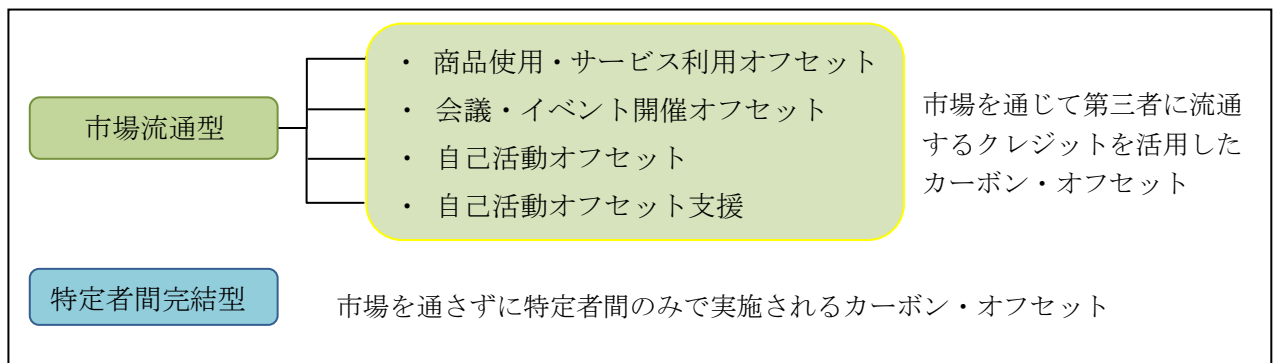 市場流通型
・ 商品使用・サービス利用オフセット
・ 会議・イベント開催オフセット
・ 自己活動オフセット
・ 自己活動オフセット支援
市場を通じて第三者に流通
するクレジットを活用した
カーボン・オフセット
特定者間完結型
市場を通さずに特定者間のみで実施されるカーボン・オフセット